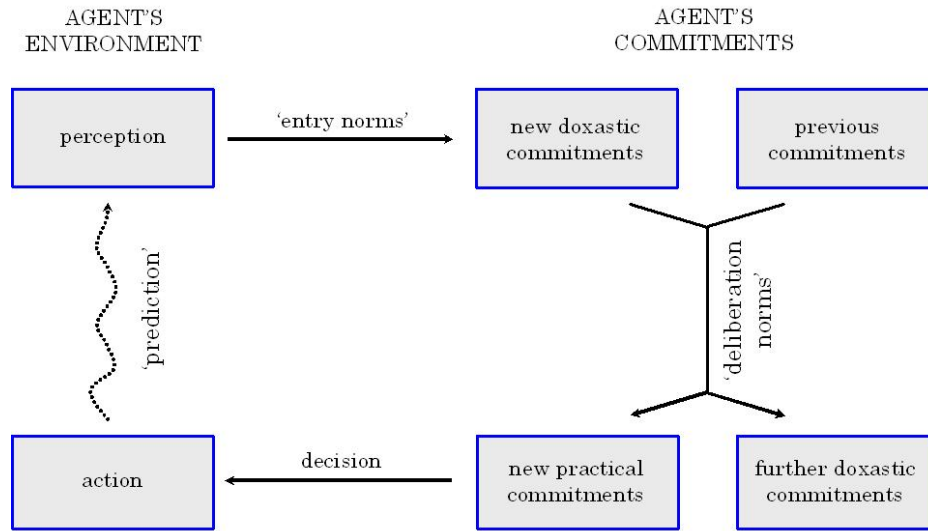 AGENT'S
ENVIRONMENT
AGENT'S
COMMITMENTS
perception
'entry norms'
new doxastic
commitments
previous
commitments
'prediction'
'deliberation
norms'
action
decision
new practical
commitments
further doxastic
commitments